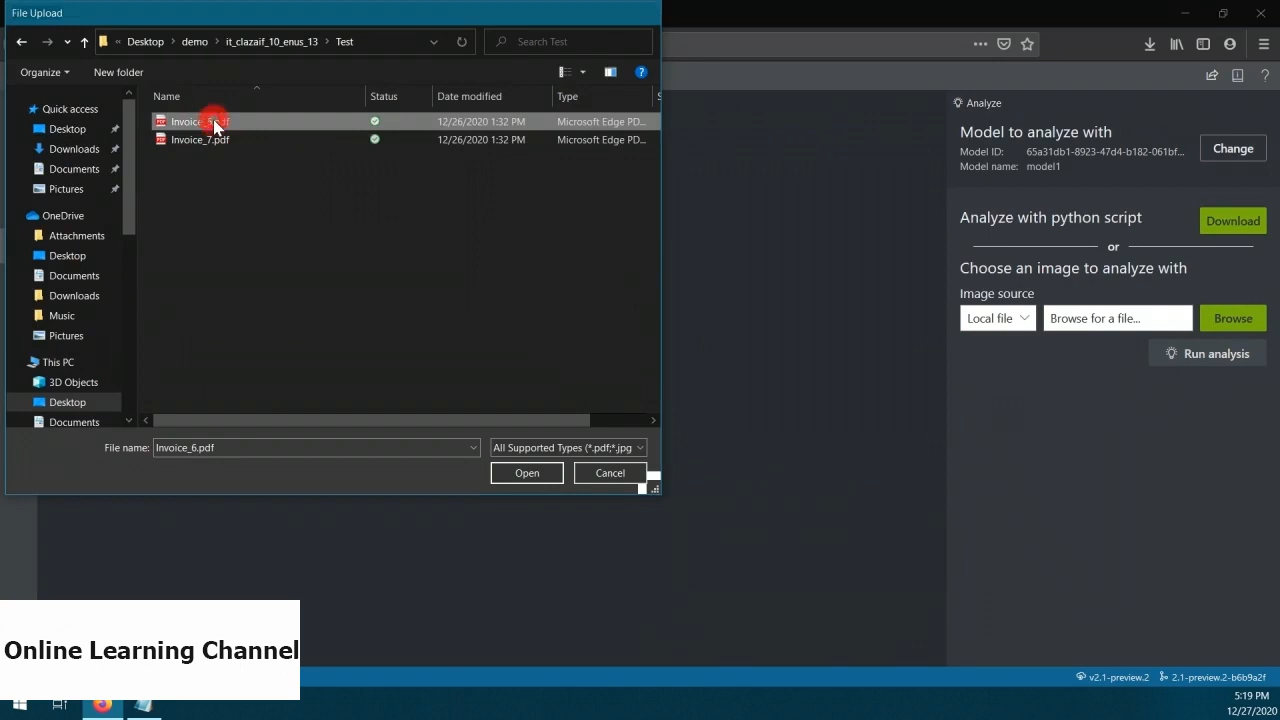 File Upload
« Desktop > demo > it_clazaif_10_enus_13 > Test
Search Test
Organize
New folder
Name
Status
Date modified
Type
12/26/2020 1:32 PM
Microsoft Edge PD...
Invoice_7.pdf
12/26/2020 1:32 PM
Microsoft Edge PD...
Quick access
Desktop
Downloads
Documents
Pictures
OneDrive
Attachments
Desktop
Documents
Downloads
Music
Pictures
This PC
3D Objects
Desktop
Documents
File name:
Invoice_6.pdf
All Supported Types (*.pdf;*.jpg
Open
Cancel
Analyze
Model to analyze with
Model ID: 65a31db1-8923-47d4-b182-061bf...
Model name: model1
Change
Analyze with python script
Download
or
Choose an image to analyze with
Image source
Local file
Browse for a file...
Browse
Run analysis
Online Learning Channel
v2.1-preview.2
2.1-preview.2-b6b9a2f
5:19 PM
12/27/2020